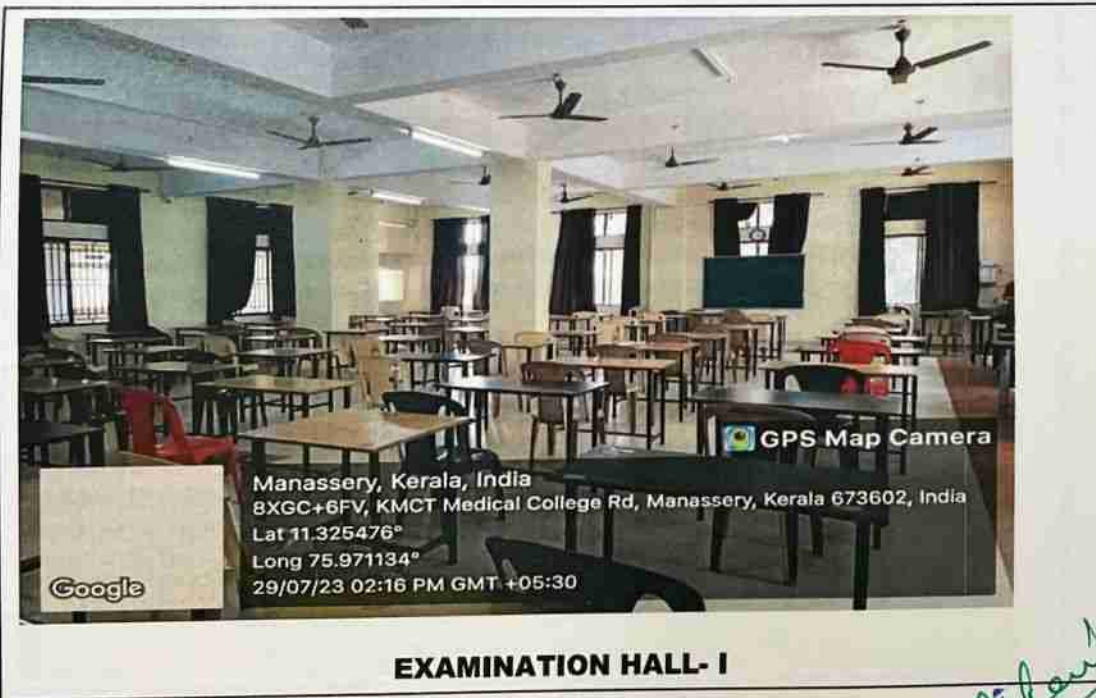 GPS Map Camera
Manassery, Kerala, India
8XGC+6FV, KMCT Medical College Rd, Manassery, Kerala 673602, India
Lat 11.325476°
Long 75.971134°
29/07/23 02:16 PM GMT +05:30
Google
EXAMINATION HALL- I